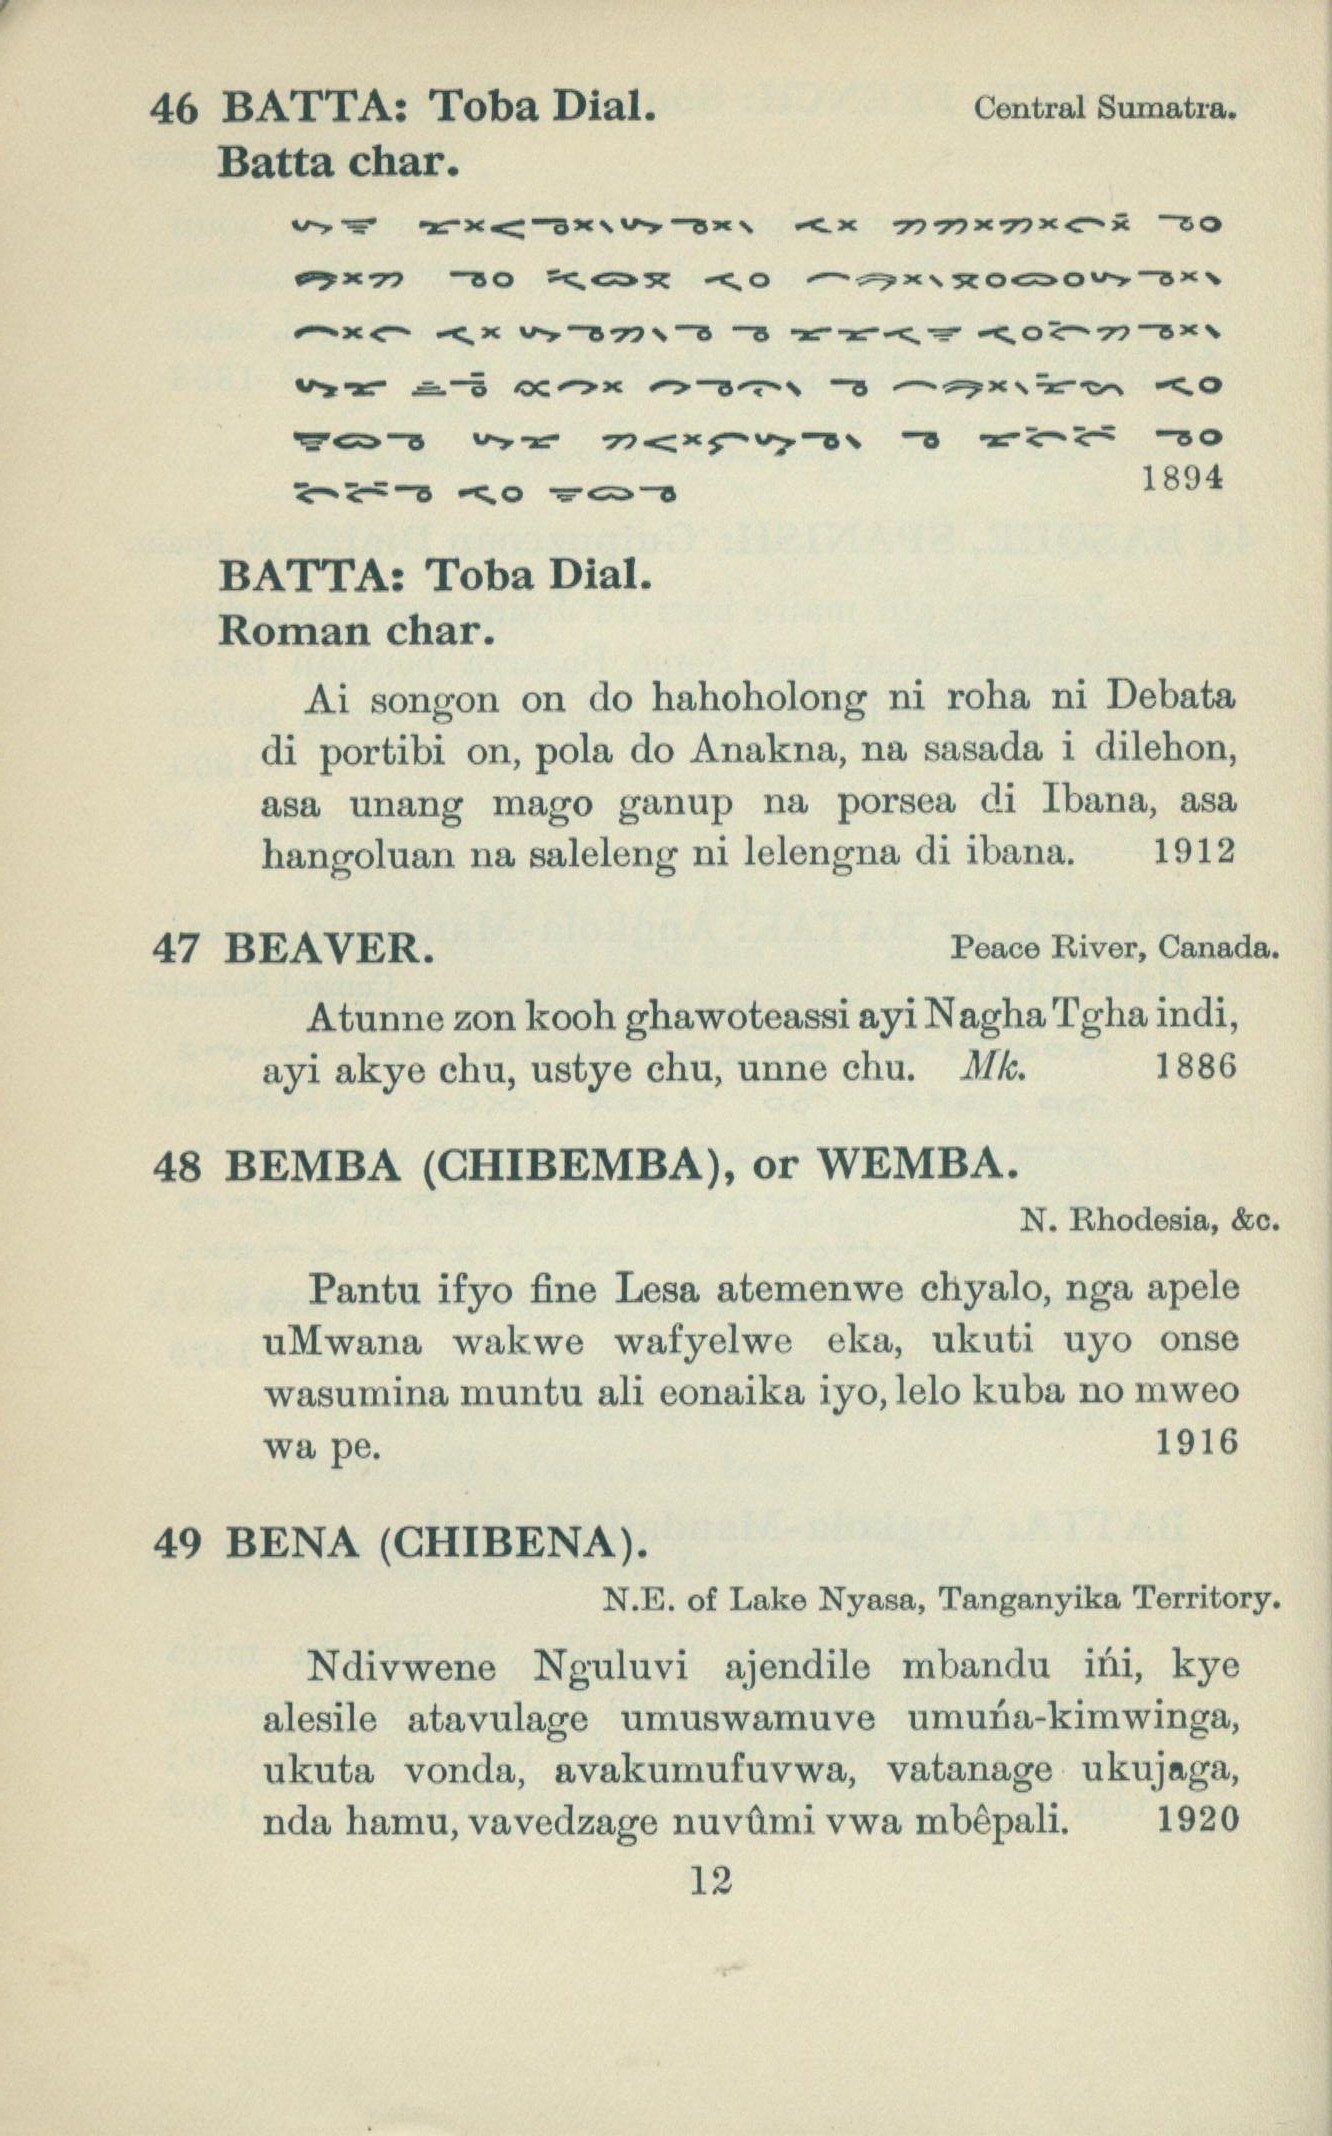 46 BATTA: Toba Dial. Central Sumatra.
Batta char.
1894
BATTA: Toba Dial.
Roman char.
Ai songon on do hahoholong ni roha ni Debata
di portibi on, pola do Anakna, na sasada i dilehon,
asa unang mago ganup na porsea di Ibana, asa
hangoluan na saleleng ni lelengna di ibana. 1912
47 BEAVER. Peace River, Canada.
Atunne zon kooh ghawoteassi ayi Nagha Tgha indi,
ayi akye chu, ustye chu, unne chu. Mk. 1886
48 BEMBA (CHIBEMBA), or WEMBA.
N. Rhodesia, &c.
Pantu ifyo fine Lesa atemenwe chyalo, nga apele
uMwana wakwe wafyelwe eka, ukuti uyo onse
wasumina muntu ali eonaika iyo, lelo kuba no mweo
wa pe. 1916
49 BENA (CHIBENA).
N.E. of Lake Nyasa, Tanganyika Territory.
Ndivwene Nguluvi ajendile mbandu ińi, kye
alesile atavulage umuswamuve umuńa-kimwinga,
ukuta vonda, avakumufuvwa, vatanage ukujaga,
nda hamu, vavedzage nuvûmi vwa mbêpali. 1920
12